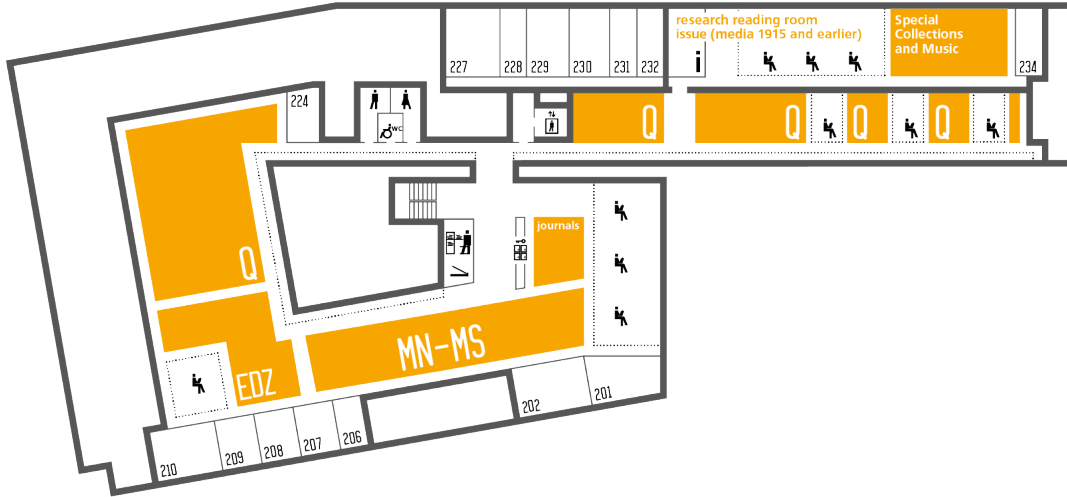 research reading room
issue (media 1915 and earlier)
Special
Collections
and Music
i
227
228
229
230
231
232
234
224
WC
Q
Q
Q
Q
Q
journals
MN-MS
EDZ
201
202
206
207
208
209
210